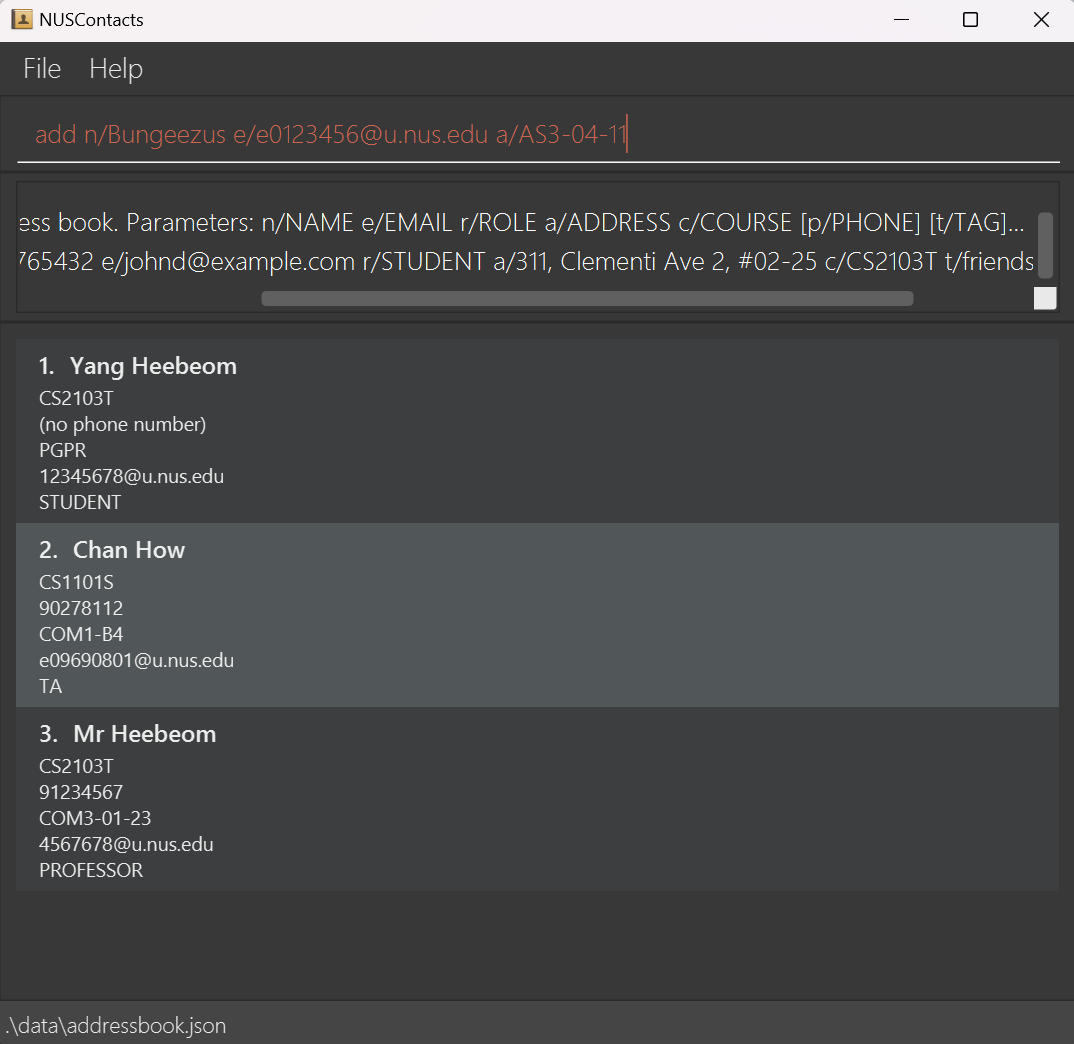 NUSContacts
File Help
add n/Bungeezus e/e0123456@u.nus.edu a/AS3-04-11
ess book. Parameters: n/NAME e/EMAIL r/ROLE a/ADDRESS c/COURSE [p/PHONE] [t/TAG]...
765432 e/johnd@example.com r/STUDENT a/311, Clementi Ave 2, #02-25 c/CS2103T t/friends
1. Yang Heebeom
CS2103T
(no phone number)
PGPR
12345678@u.nus.edu
STUDENT
2. Chan How
CS1101S
90278112
COM1-B4
e09690801@u.nus.edu
TA
3. Mr Heebeom
CS2103T
91234567
COM3-01-23
4567678@u.nus.edu
PROFESSOR
.\data\addressbook.json